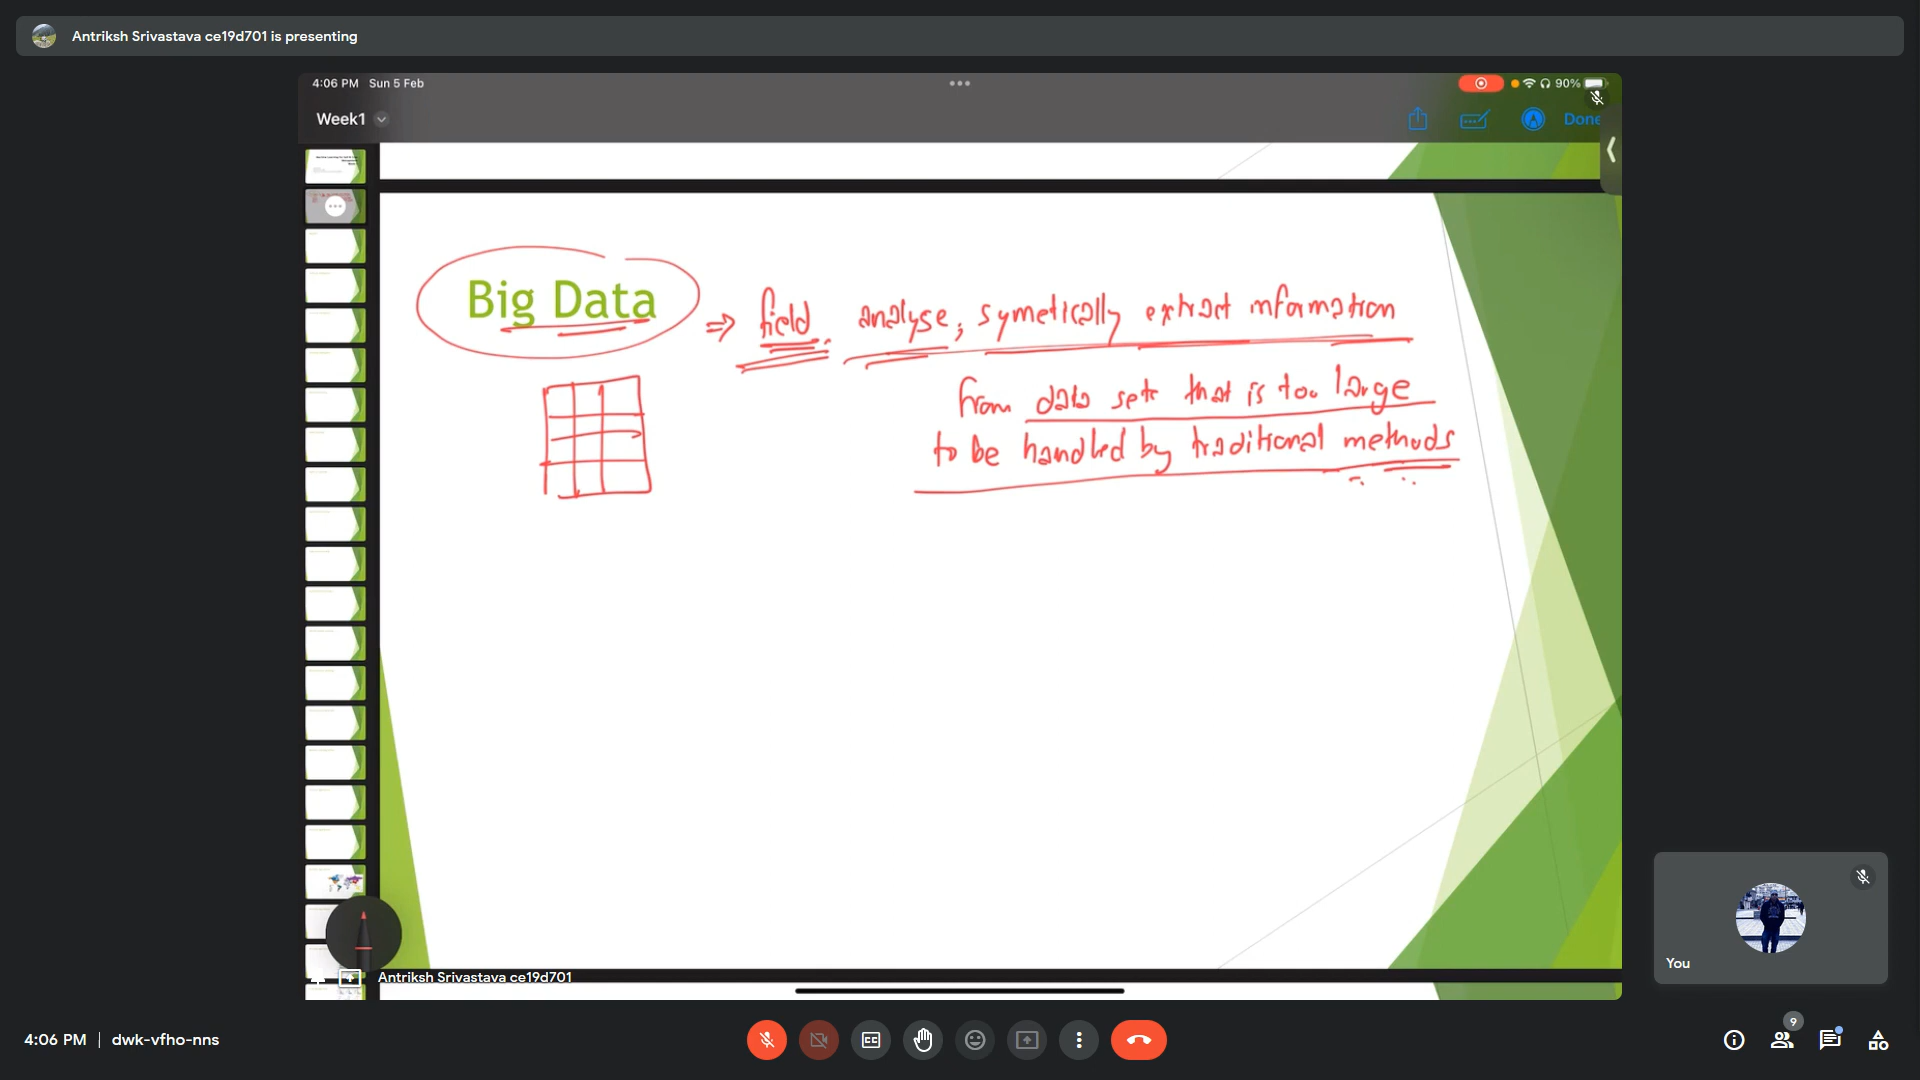 Antriksh Srivastava ce19d701 is presenting
4:06 PM Sun 5 Feb
90%
Week1
Done
Big Data
⇒ field, analyse, symetically extract information
from data sets that is too large
to be handled by traditional methods
Antriksh Srivastava ce19d701
You
4:06 PM | dwk-vfho-nns
CC
9